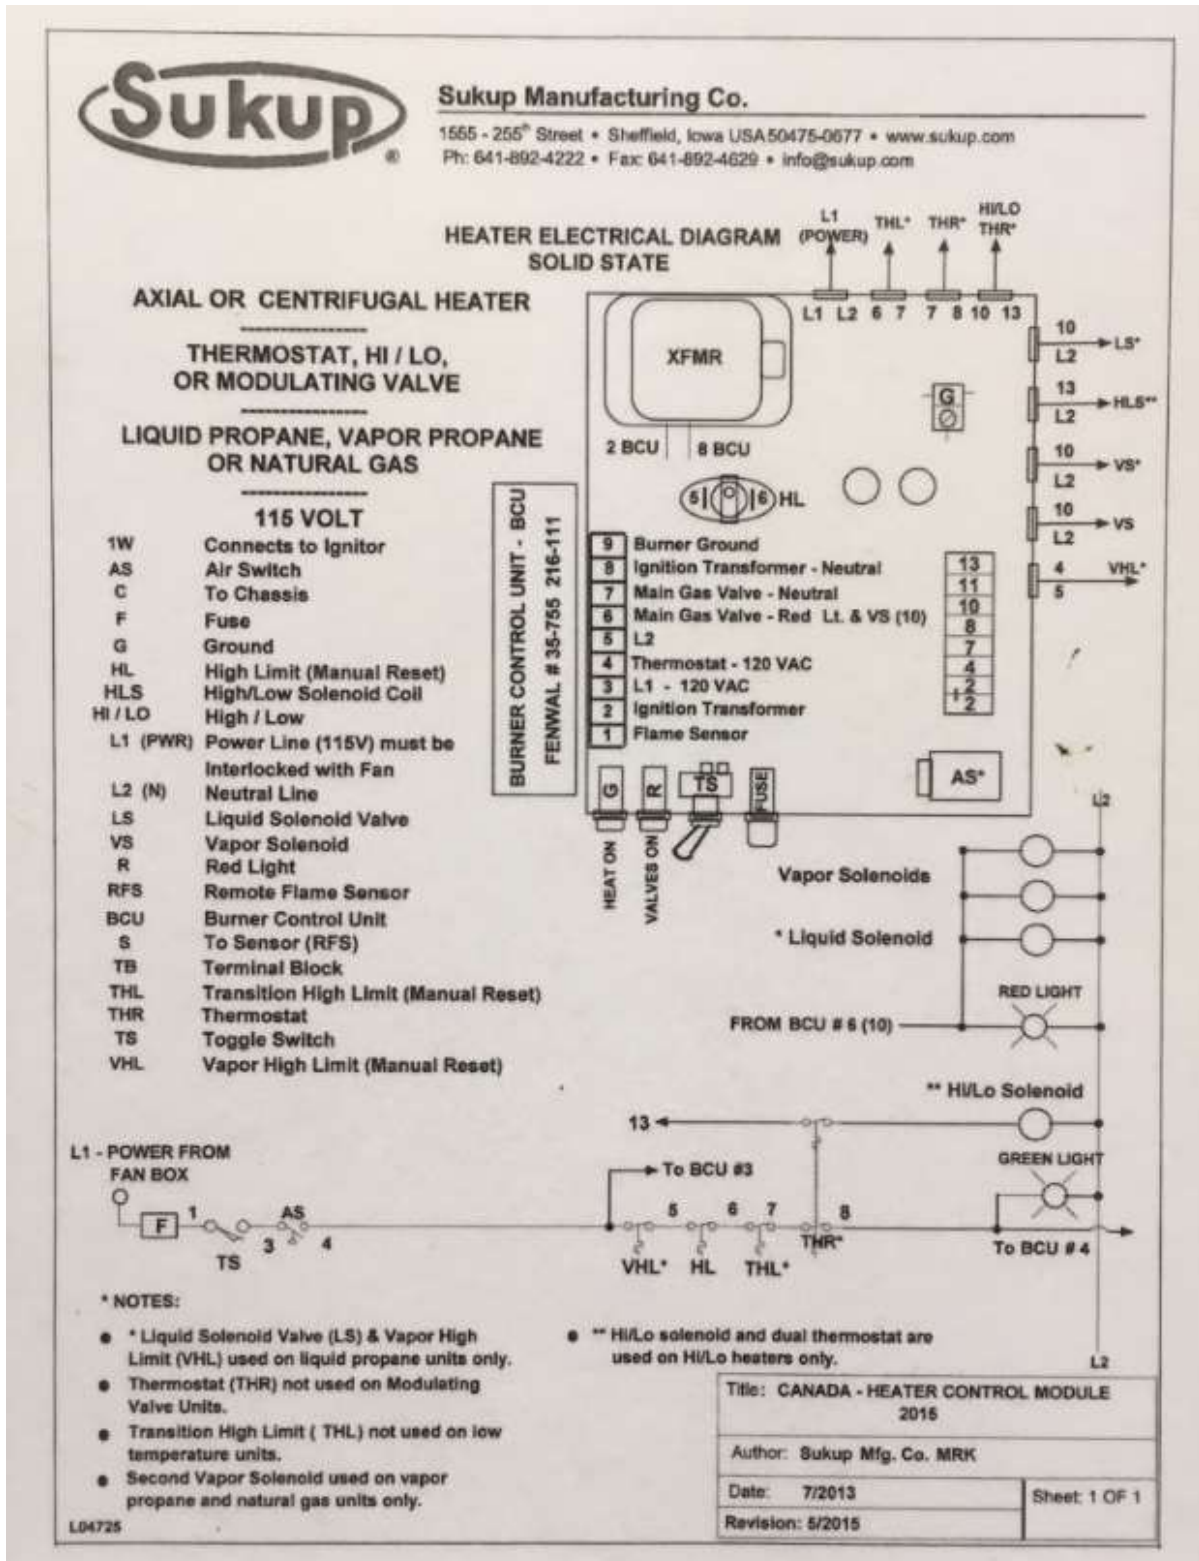 Sukup
®
Sukup Manufacturing Co.
1555 - 255th Street • Sheffield, Iowa USA 50475-0677 • www.sukup.com
Ph: 641-892-4222 • Fax: 641-892-4629 • info@sukup.com
HEATER ELECTRICAL DIAGRAM
SOLID STATE
L1
(POWER)
THL*
THR*
HI/LO
THR*
AXIAL OR CENTRIFUGAL HEATER
---------------
THERMOSTAT, HI / LO,
OR MODULATING VALVE
---------------
LIQUID PROPANE, VAPOR PROPANE
OR NATURAL GAS
---------------
115 VOLT
1W Connects to Ignitor
AS Air Switch
C To Chassis
F Fuse
G Ground
HL High Limit (Manual Reset)
HLS High/Low Solenoid Coil
HI / LO High / Low
L1 (PWR) Power Line (115V) must be
Interlocked with Fan
L2 (N) Neutral Line
LS Liquid Solenoid Valve
VS Vapor Solenoid
R Red Light
RFS Remote Flame Sensor
BCU Burner Control Unit
S To Sensor (RFS)
TB Terminal Block
THL Transition High Limit (Manual Reset)
THR Thermostat
TS Toggle Switch
VHL Vapor High Limit (Manual Reset)
BURNER CONTROL UNIT - BCU
FENWAL # 35-755 216-111
L1 L2 6 7 7 8 10 13
XFMR
2 BCU 8 BCU
5 6 HL
G
10
L2
LS*
13
L2
HLS**
10
L2
VS*
10
L2
VS
4
5
VHL*
9 Burner Ground
8 Ignition Transformer - Neutral
7 Main Gas Valve - Neutral
6 Main Gas Valve - Red Lt. & VS (10)
5 L2
4 Thermostat - 120 VAC
3 L1 - 120 VAC
2 Ignition Transformer
1 Flame Sensor
13
11
10
8
7
4
2
2
G
R
TS
FUSE
AS*
HEAT ON
VALVES ON
L2
Vapor Solenoids
* Liquid Solenoid
RED LIGHT
FROM BCU # 6 (10)
** Hi/Lo Solenoid
13
GREEN LIGHT
L1 - POWER FROM
FAN BOX
To BCU #3
F
1
TS
3
AS
4
5 6 7 8
VHL* HL THL* THR*
To BCU # 4
L2
* NOTES:
• * Liquid Solenoid Valve (LS) & Vapor High
Limit (VHL) used on liquid propane units only.
• Thermostat (THR) not used on Modulating
Valve Units.
• Transition High Limit ( THL) not used on low
temperature units.
• Second Vapor Solenoid used on vapor
propane and natural gas units only.
• ** Hi/Lo solenoid and dual thermostat are
used on Hi/Lo heaters only.
Title: CANADA - HEATER CONTROL MODULE
2015
Author: Sukup Mfg. Co. MRK
Date: 7/2013
Sheet: 1 OF 1
Revision: 5/2015
L04725